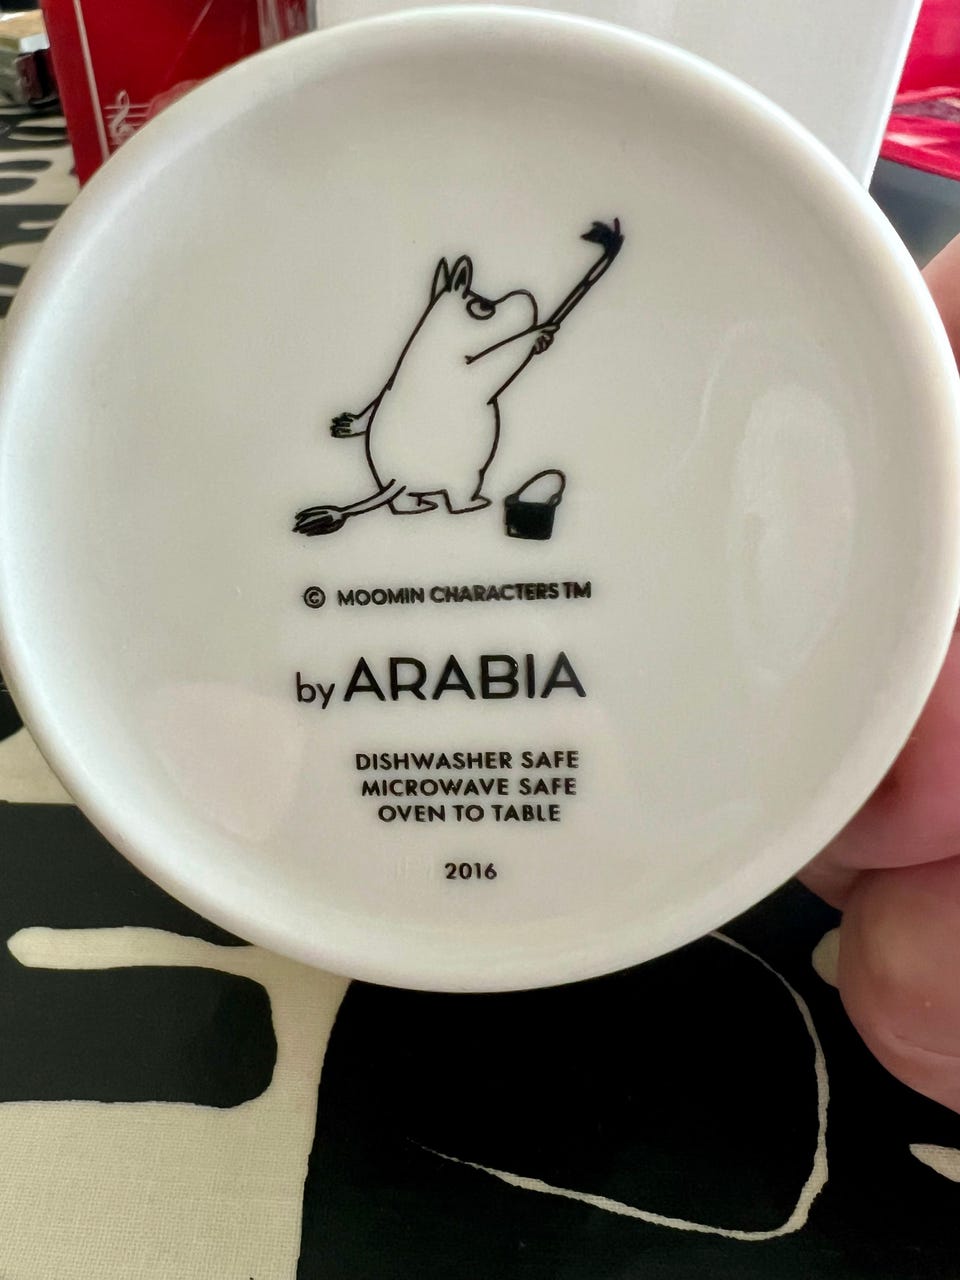 © MOOMIN CHARACTERS TM
by ARABIA
DISHWASHER SAFE
MICROWAVE SAFE
OVEN TO TABLE
2016